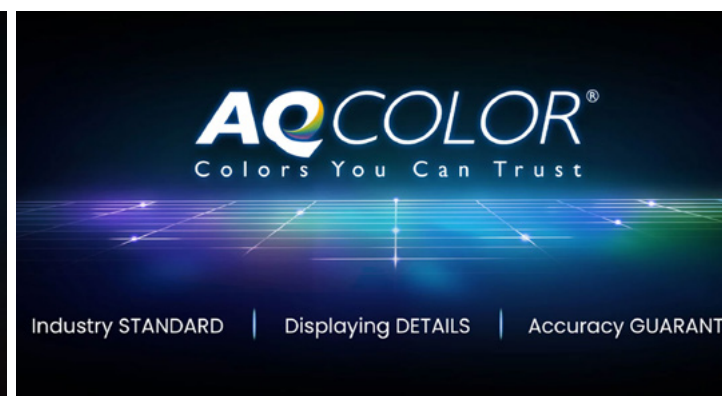 AQCOLOR®
Colors You Can Trust
Industry STANDARD | Displaying DETAILS | Accuracy GUARANT